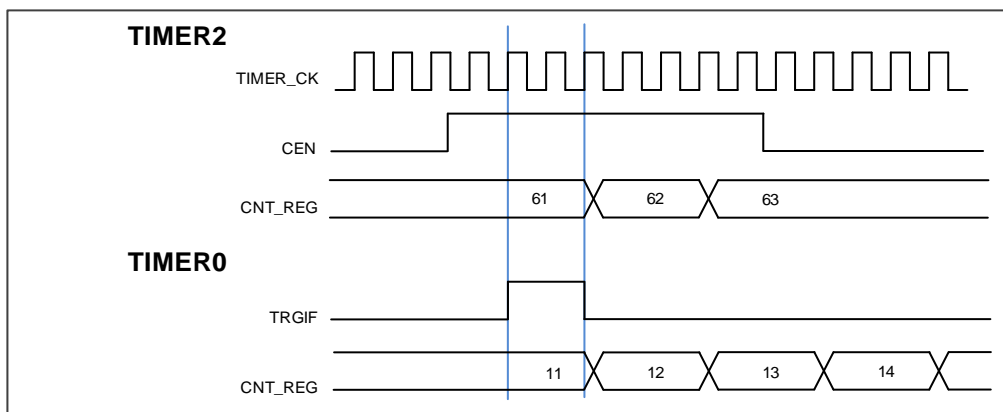 TIMER2
TIMER_CK
CEN
CNT_REG 61 62 63
TIMER0
TRGIF
CNT_REG 11 12 13 14